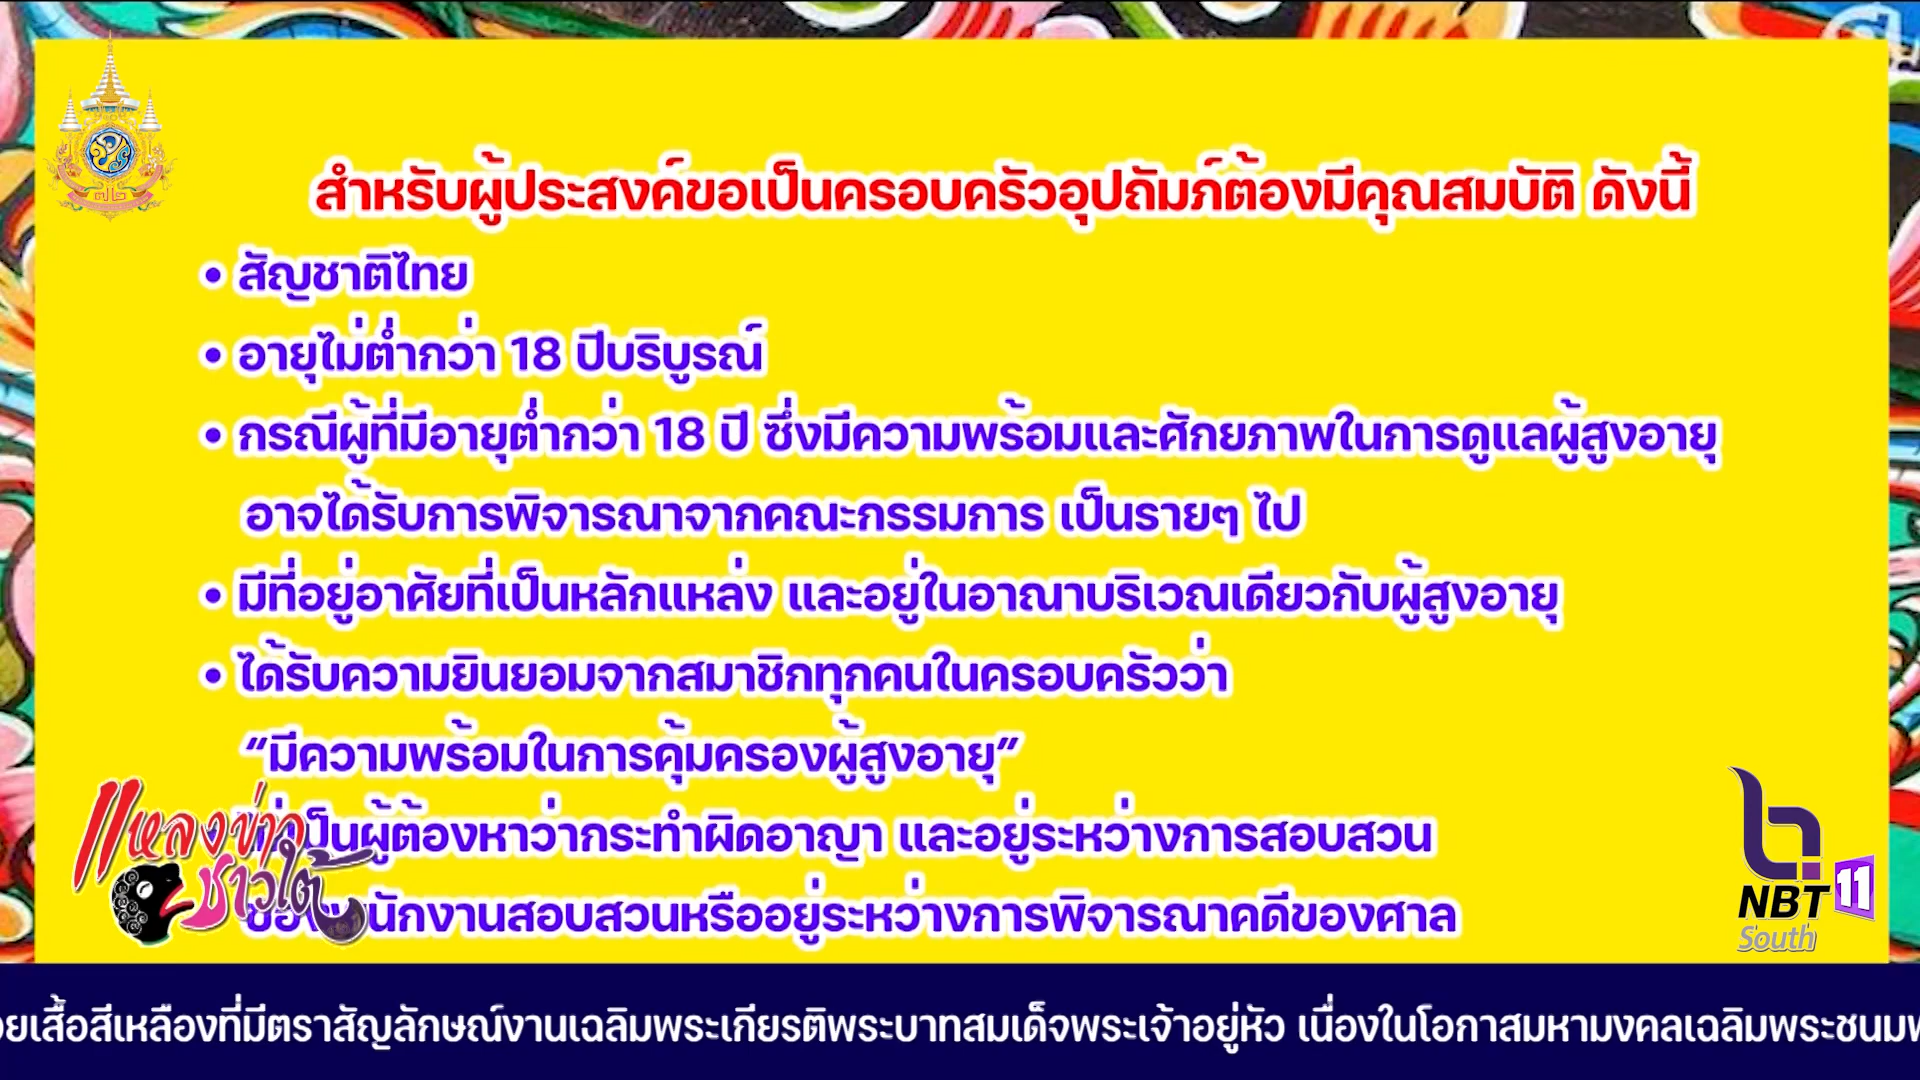 สำหรับผู้ประสงค์ขอเป็นครอบครัวอุปถัมภ์ต้องมีคุณสมบัติ ดังนี้
• สัญชาติไทย
• อายุไม่ต่ำกว่า 18 ปีบริบูรณ์
• กรณีผู้ที่มีอายุต่ำกว่า 18 ปี ซึ่งมีความพร้อมและศักยภาพในการดูแลผู้สูงอายุ
อาจได้รับการพิจารณาจากคณะกรรมการ เป็นรายๆ ไป
• มีที่อยู่อาศัยที่เป็นหลักแหล่ง และอยู่ในอาณาบริเวณเดียวกับผู้สูงอายุ
• ได้รับความยินยอมจากสมาชิกทุกคนในครอบครัวว่า
“มีความพร้อมในการคุ้มครองผู้สูงอายุ”
เป็นผู้ต้องหาว่ากระทำผิดอาญา และอยู่ระหว่างการสอบสวน
นักงานสอบสวนหรืออยู่ระหว่างการพิจารณาคดีของศาล
แหลงข่าว
ชาวใต้
NBT 11
South
ยเสื้อสีเหลืองที่มีตราสัญลักษณ์งานเฉลิมพระเกียรติพระบาทสมเด็จพระเจ้าอยู่หัว เนื่องในโอกาสมหามงคลเฉลิมพระชนมพ